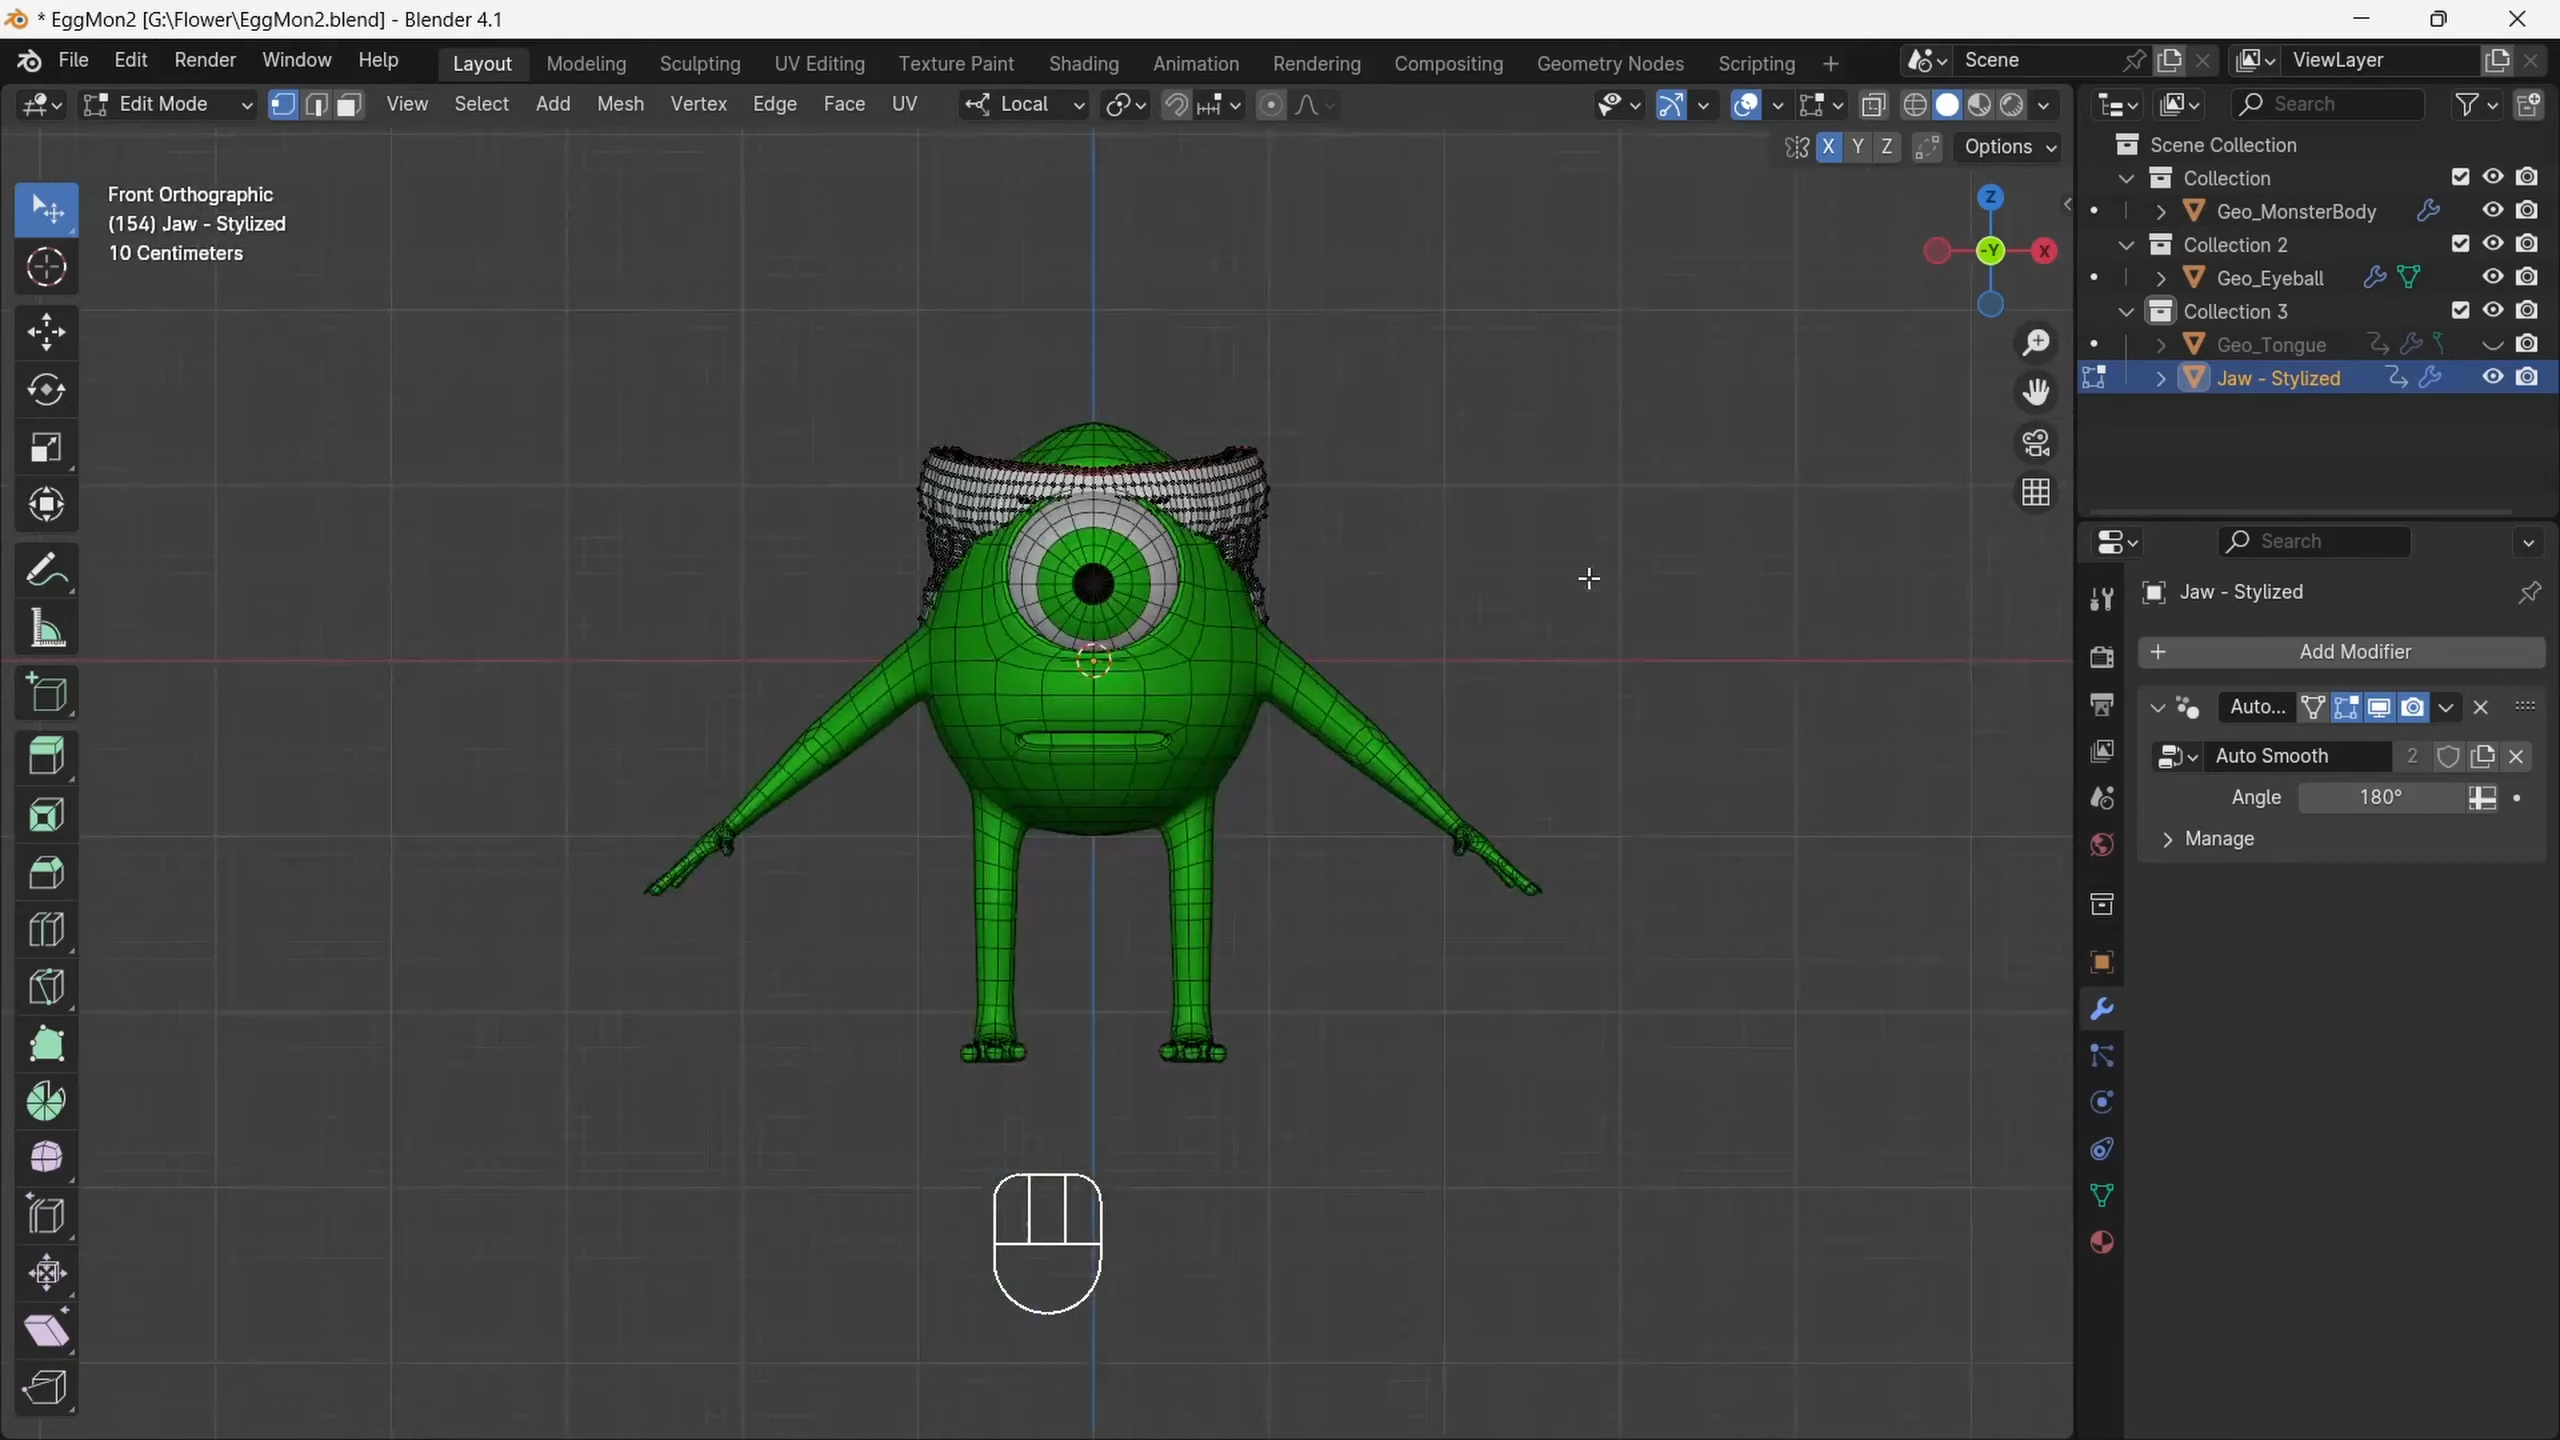 * EggMon2 [G:\Flower\EggMon2.blend] - Blender 4.1
File Edit Render Window Help Layout Modeling Sculpting UV Editing Texture Paint Shading Animation Rendering Compositing Geometry Nodes Scripting + Scene ViewLayer
Edit Mode View Select Add Mesh Vertex Edge Face UV Local Search
X Y Z Options
Front Orthographic
(154) Jaw - Stylized
10 Centimeters
Z
-Y X
Scene Collection
Collection
Geo_MonsterBody
Collection 2
Geo_Eyeball
Collection 3
Geo_Tongue
Jaw - Stylized
Search
Jaw - Stylized
+ Add Modifier
Auto...
Auto Smooth 2
Angle 180°
Manage